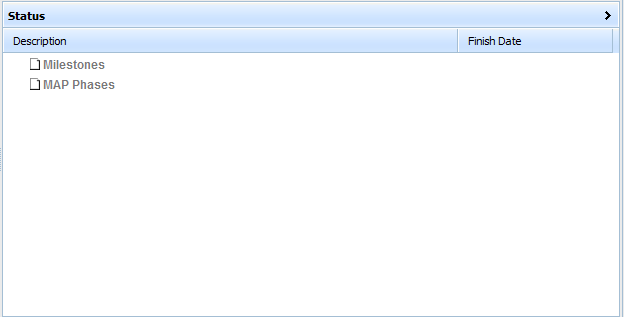 Status
Description Finish Date
Milestones
MAP Phases